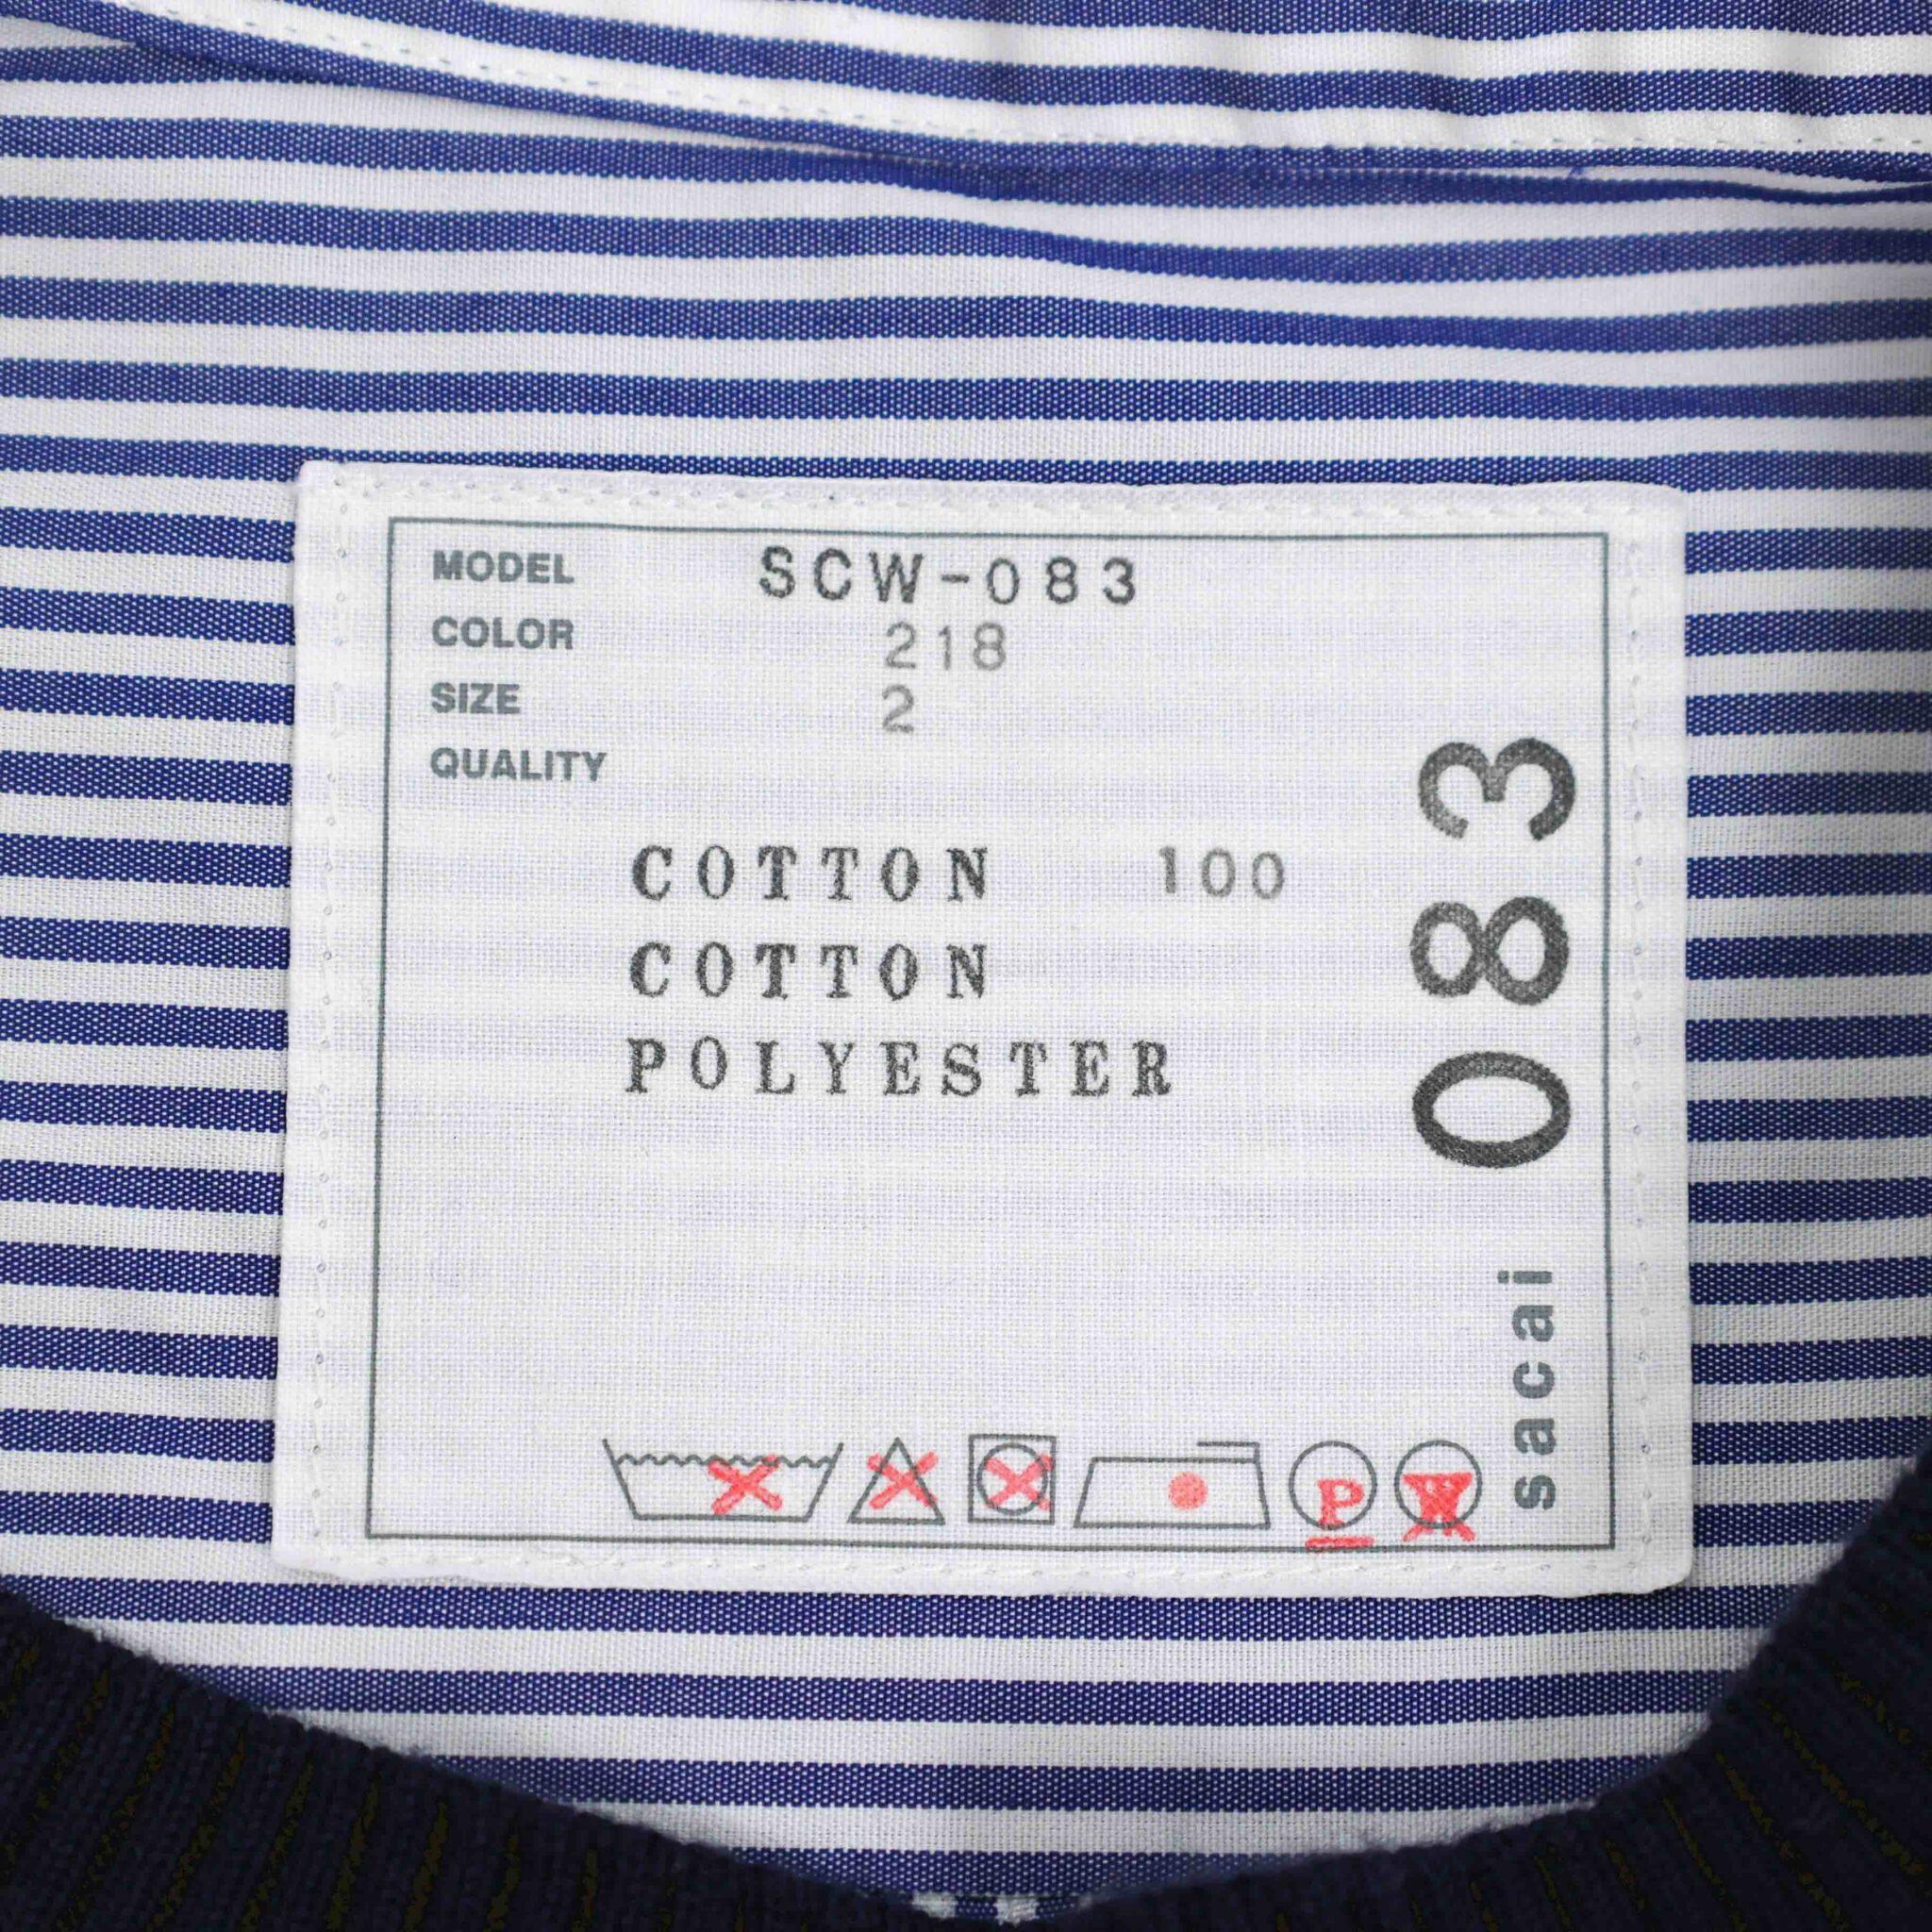 MODEL SCW-083
COLOR 218
SIZE 2
QUALITY
COTTON 100
COTTON
POLYESTER
sacai 083
P
W